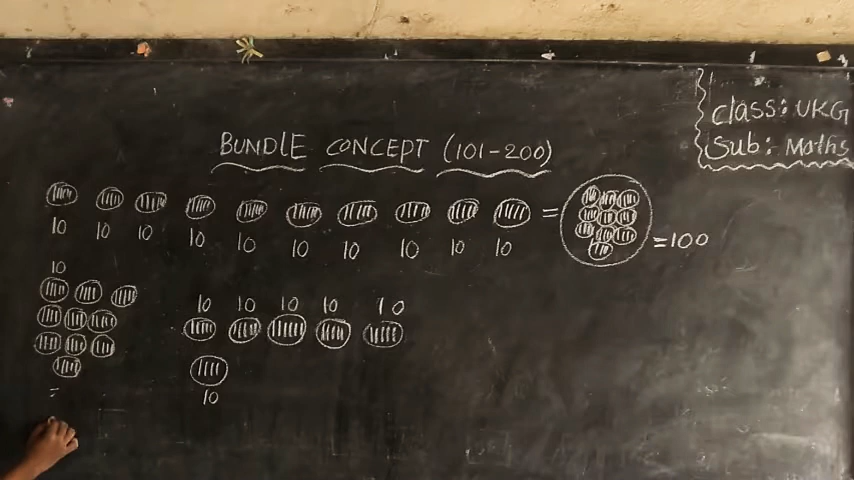 class: UKG
Sub: Maths
BUNDLE CONCEPT (101-200)
=
10 10 10 10 10 10 10 10 10 10
=100
10
10 10 10 10 10
=
10